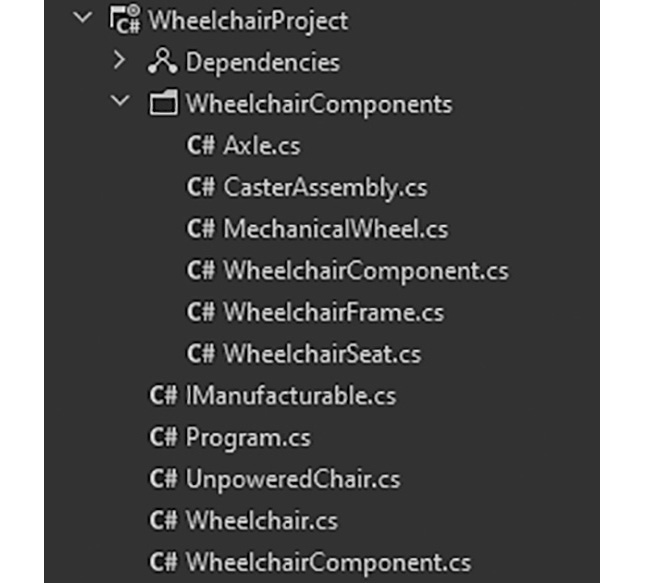 WheelchairProject
Dependencies
WheelchairComponents
C# Axle.cs
C# CasterAssembly.cs
C# MechanicalWheel.cs
C# WheelchairComponent.cs
C# WheelchairFrame.cs
C# WheelchairSeat.cs
C# IManufacturable.cs
C# Program.cs
C# UnpoweredChair.cs
C# Wheelchair.cs
C# WheelchairComponent.cs